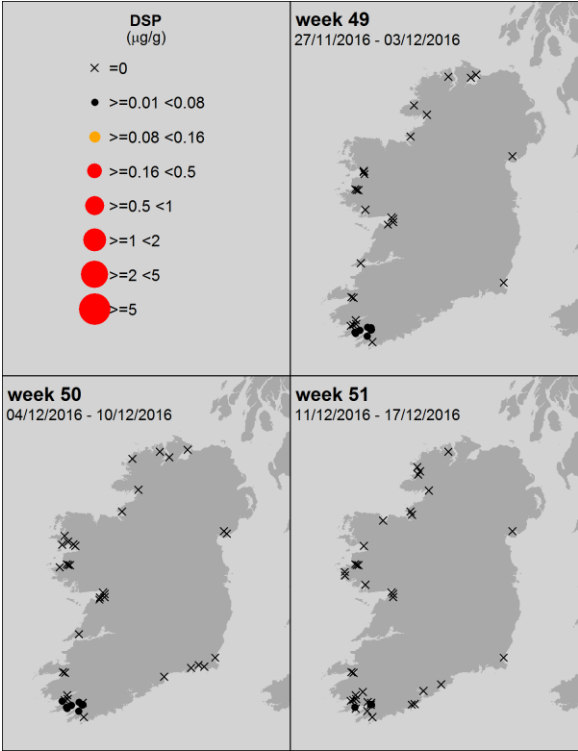 DSP
(µg/g)
=0
>=0.01 <0.08
>=0.08 <0.16
>=0.16 <0.5
>=0.5 <1
>=1 <2
>=2 <5
>=5
week 49
27/11/2016 - 03/12/2016
week 50
04/12/2016 - 10/12/2016
week 51
11/12/2016 - 17/12/2016